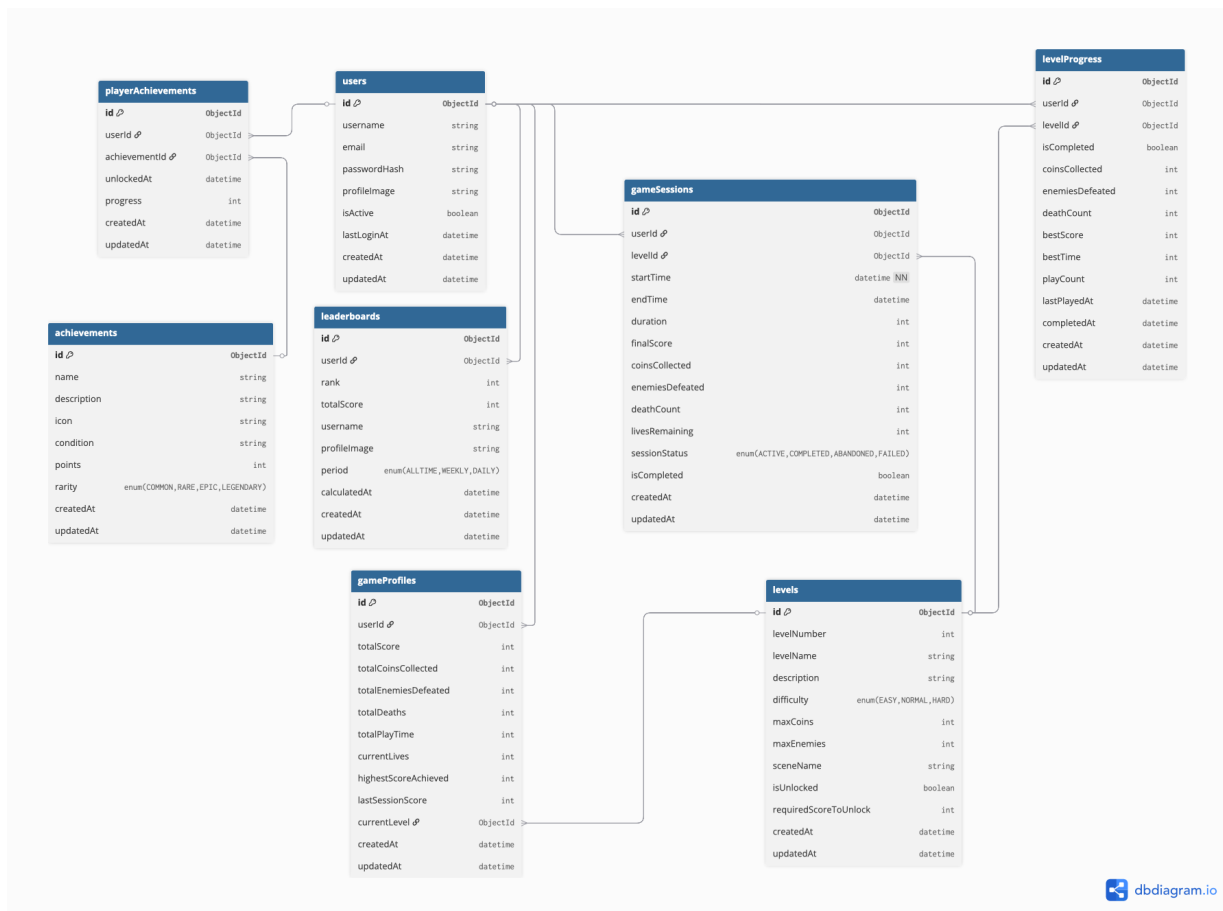 playerAchievements
id ObjectId
userId ObjectId
achievementId ObjectId
unlockedAt datetime
progress int
createdAt datetime
updatedAt datetime
users
id ObjectId
username string
email string
passwordHash string
profileImage string
isActive boolean
lastLoginAt datetime
createdAt datetime
updatedAt datetime
levelProgress
id ObjectId
userId ObjectId
levelId ObjectId
isCompleted boolean
coinsCollected int
enemiesDefeated int
deathCount int
bestScore int
bestTime int
playCount int
lastPlayedAt datetime
completedAt datetime
createdAt datetime
updatedAt datetime
gameSessions
id ObjectId
userId ObjectId
levelId ObjectId
startTime datetime NN
endTime datetime
duration int
finalScore int
coinsCollected int
enemiesDefeated int
deathCount int
livesRemaining int
sessionStatus enum(ACTIVE,COMPLETED,ABANDONED,FAILED)
isCompleted boolean
createdAt datetime
updatedAt datetime
achievements
id ObjectId
name string
description string
icon string
condition string
points int
rarity enum(COMMON,RARE,EPIC,LEGENDARY)
createdAt datetime
updatedAt datetime
leaderboards
id ObjectId
userId ObjectId
rank int
totalScore int
username string
profileImage string
period enum(ALLTIME,WEEKLY,DAILY)
calculatedAt datetime
createdAt datetime
updatedAt datetime
gameProfiles
id ObjectId
userId ObjectId
totalScore int
totalCoinsCollected int
totalEnemiesDefeated int
totalDeaths int
totalPlayTime int
currentLives int
highestScoreAchieved int
lastSessionScore int
currentLevel ObjectId
createdAt datetime
updatedAt datetime
levels
id ObjectId
levelNumber int
levelName string
description string
difficulty enum(EASY,NORMAL,HARD)
maxCoins int
maxEnemies int
sceneName string
isUnlocked boolean
requiredScoreToUnlock int
createdAt datetime
updatedAt datetime
dbdiagram.io